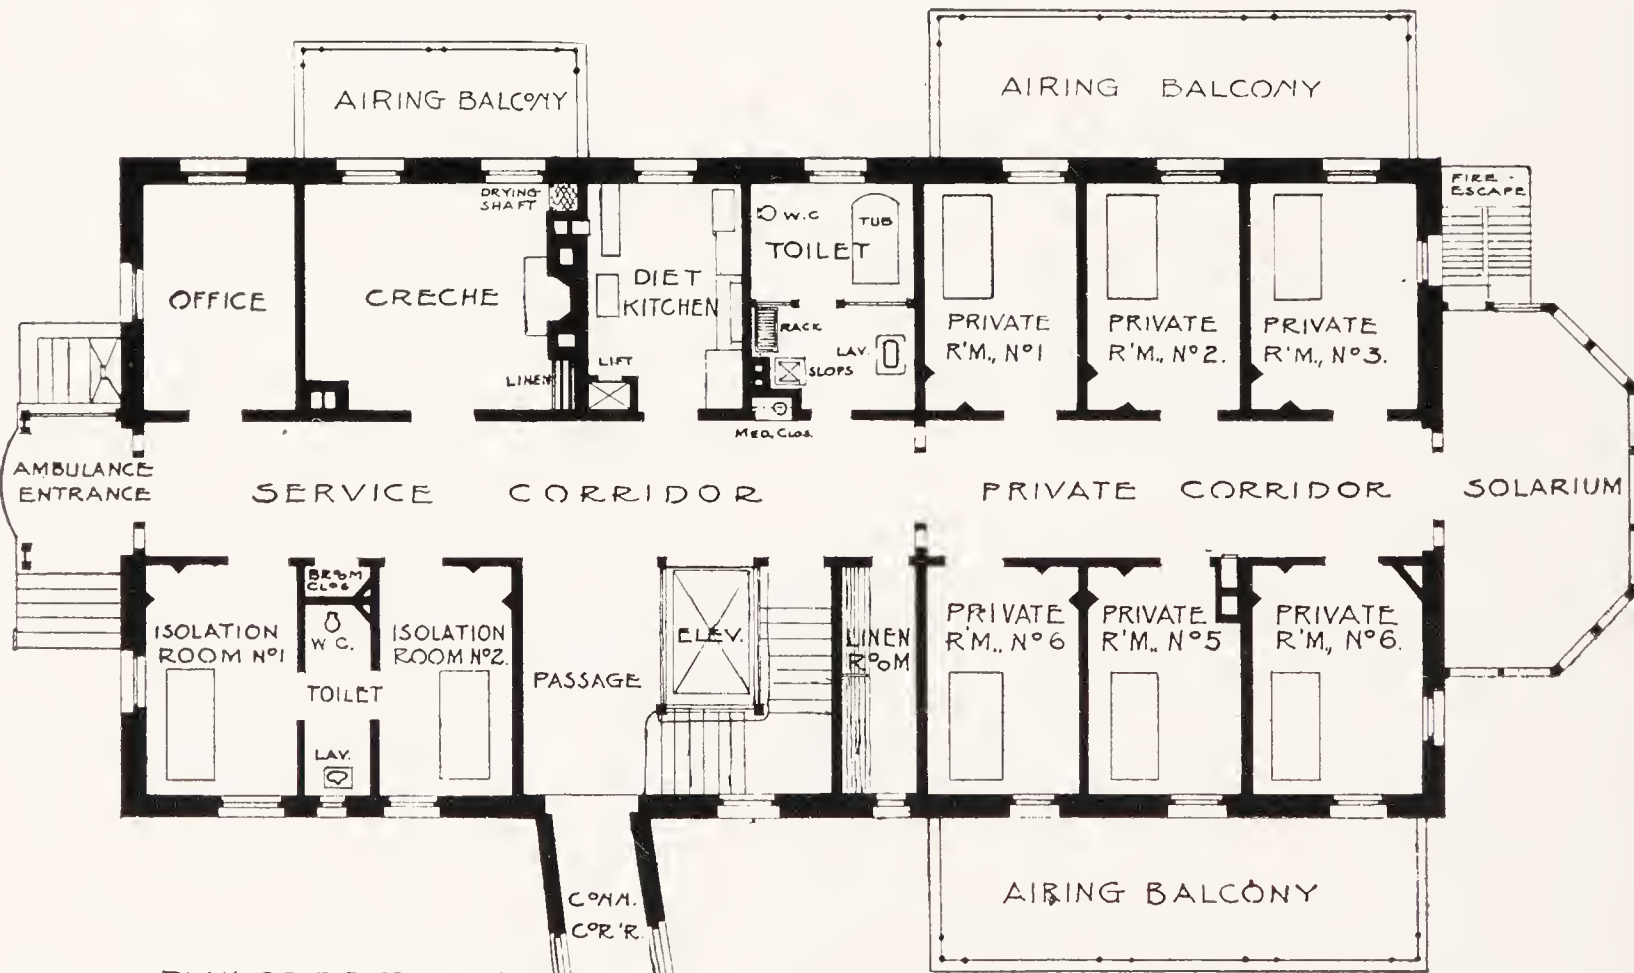 AIRING BALCONY
AIRING BALCONY
DRYING
SHAFT
W.C
TUB
TOILET
FIRE -
ESCAPE
OFFICE
CRECHE
DIET
KITCHEN
RACK
LAV.
SLOPS
LIFT
LINEN
MED. CLOS.
PRIVATE
R'M., Nº1
PRIVATE
R'M., Nº2.
PRIVATE
R'M., Nº3.
AMBULANCE
ENTRANCE
SERVICE CORRIDOR
PRIVATE CORRIDOR
SOLARIUM
ISOLATION
ROOM Nº1
BROOM
CLOS
W C.
TOILET
LAV.
ISOLATION
ROOM Nº2.
PASSAGE
ELEV.
LINEN
ROOM
PRIVATE
R'M., Nº6
PRIVATE
R'M., Nº5
PRIVATE
R'M., Nº6.
CONN.
COR'R.
AIRING BALCONY